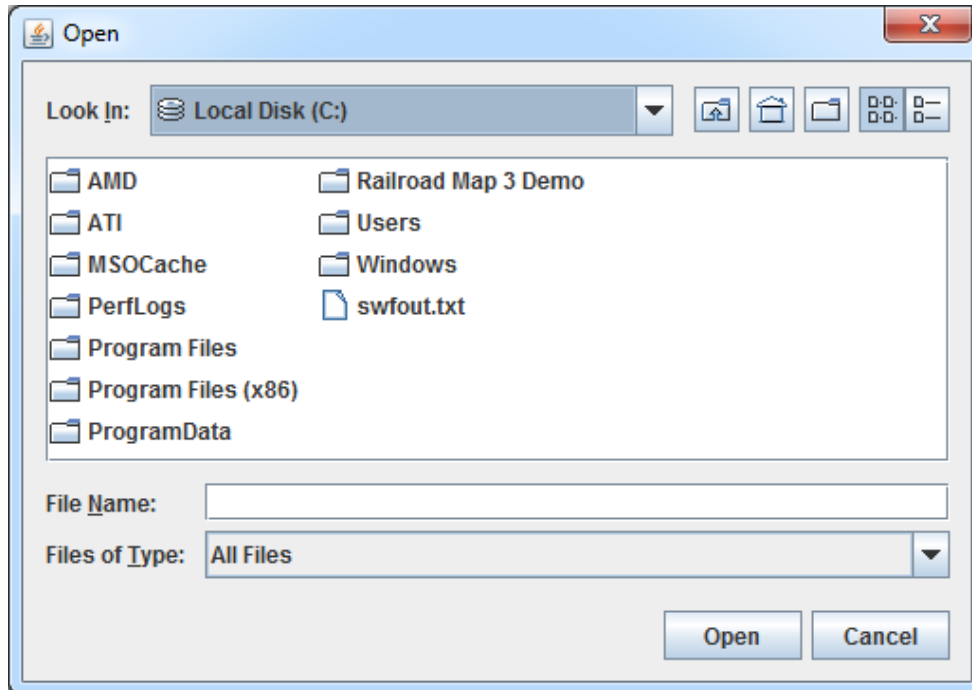 Open
Look In: Local Disk (C:)
AMD
ATI
MSOCache
PerfLogs
Program Files
Program Files (x86)
ProgramData
Railroad Map 3 Demo
Users
Windows
swfout.txt
File Name:
Files of Type: All Files
Open Cancel